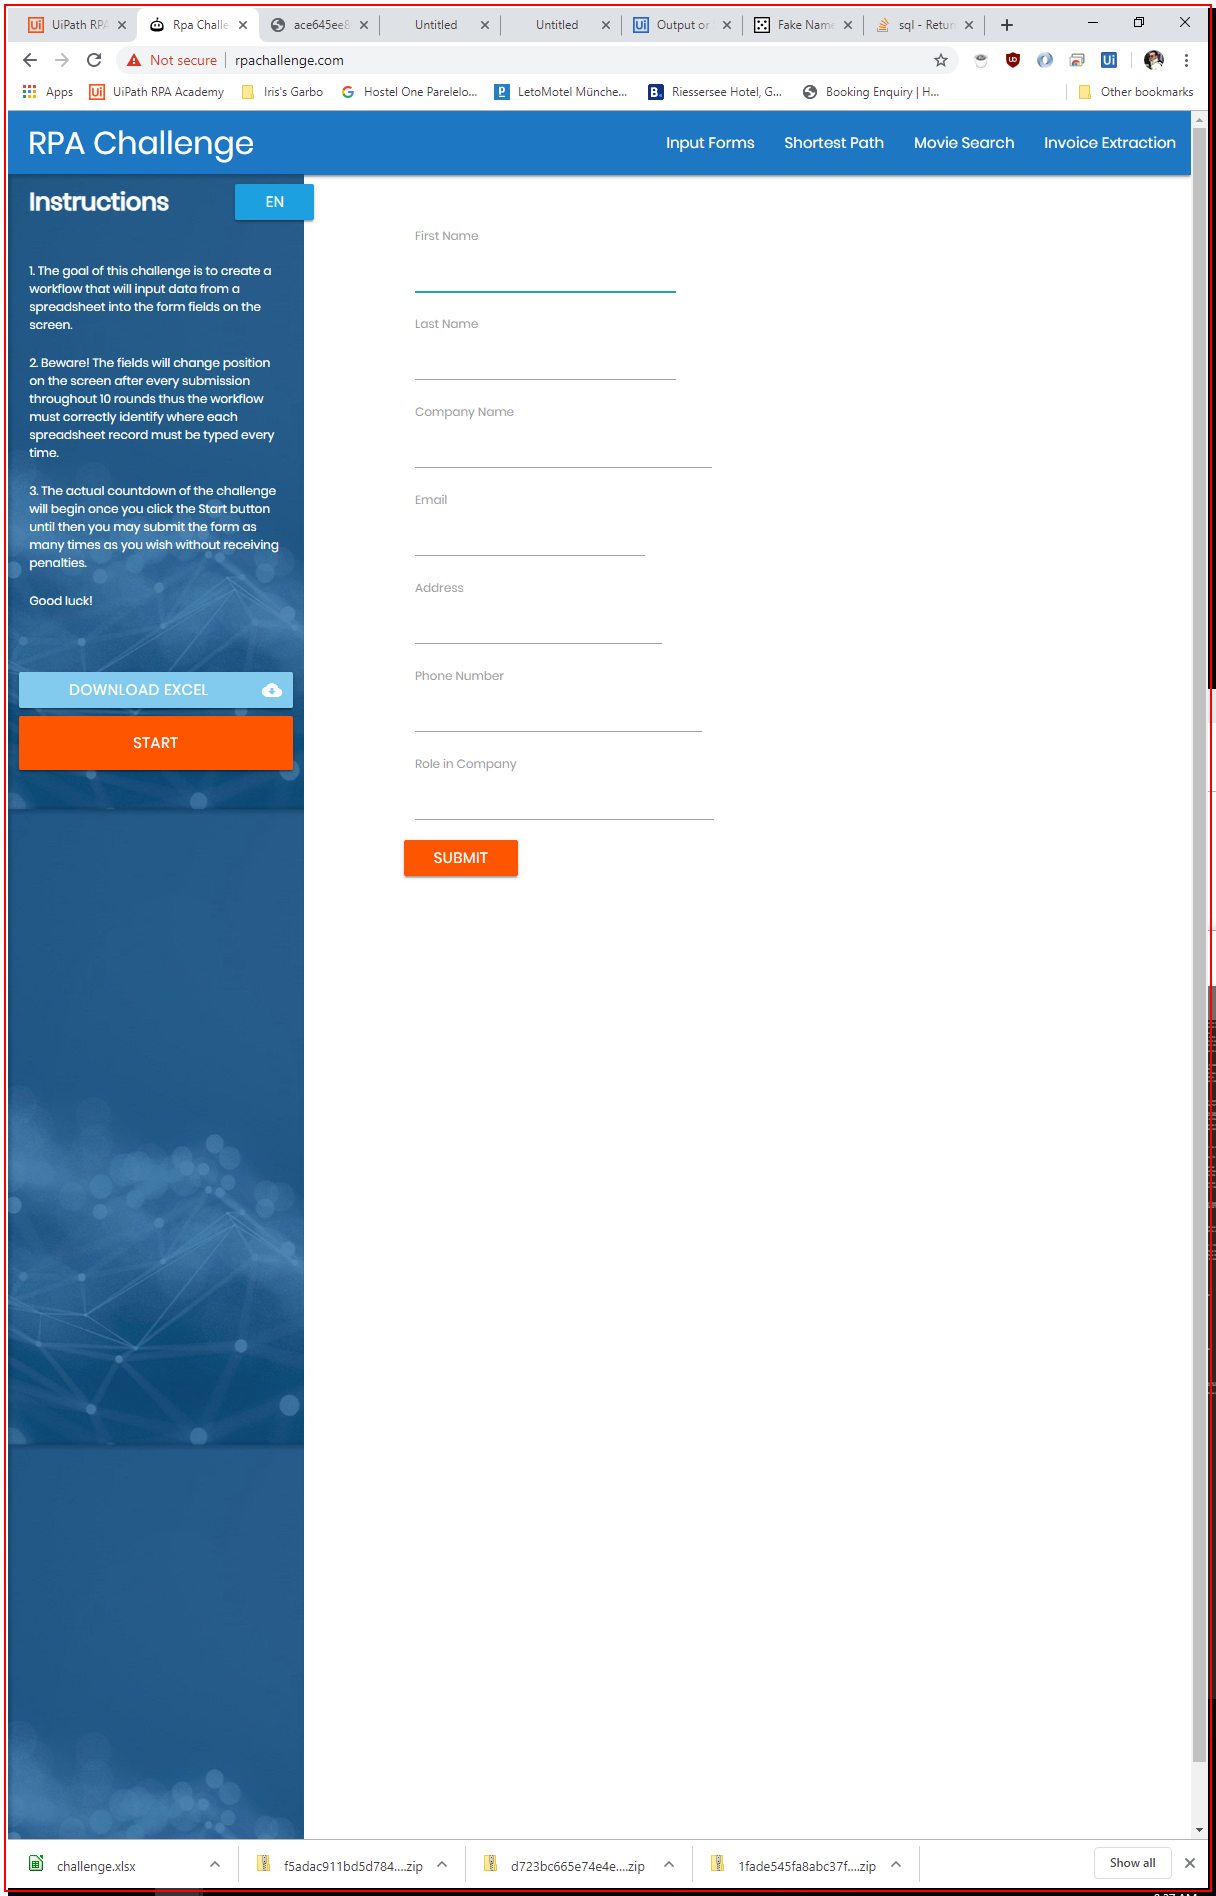 UiPath RPA
Rpa Challe
ace645ee8
Untitled
Untitled
Output or
Fake Name
sql - Return
Not secure
rpachallenge.com
Apps
UiPath RPA Academy
Iris's Garbo
Hostel One Parelelo...
LetoMotel Münche...
Riessersee Hotel, G...
Booking Enquiry | H...
Other bookmarks
RPA Challenge
Input Forms
Shortest Path
Movie Search
Invoice Extraction
Instructions
EN
1. The goal of this challenge is to create a
workflow that will input data from a
spreadsheet into the form fields on the
screen.
2. Beware! The fields will change position
on the screen after every submission
throughout 10 rounds thus the workflow
must correctly identify where each
spreadsheet record must be typed every
time.
3. The actual countdown of the challenge
will begin once you click the Start button
until then you may submit the form as
many times as you wish without receiving
penalties.
Good luck!
DOWNLOAD EXCEL
START
First Name
Last Name
Company Name
Email
Address
Phone Number
Role in Company
SUBMIT
challenge.xlsx
f5adac911bd5d784....zip
d723bc665e74e4e....zip
1fade545fa8abc37f....zip
Show all